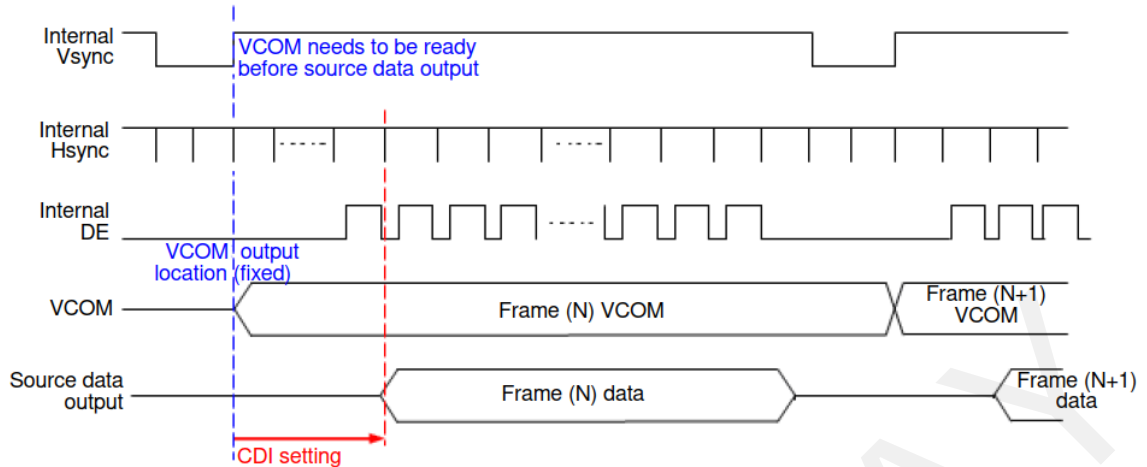 Internal
Vsync
VCOM needs to be ready
before source data output
Internal
Hsync
Internal
DE
VCOM output
location (fixed)
VCOM
Frame (N) VCOM
Frame (N+1)
VCOM
Source data
output
Frame (N) data
Frame (N+1)
data
CDI setting